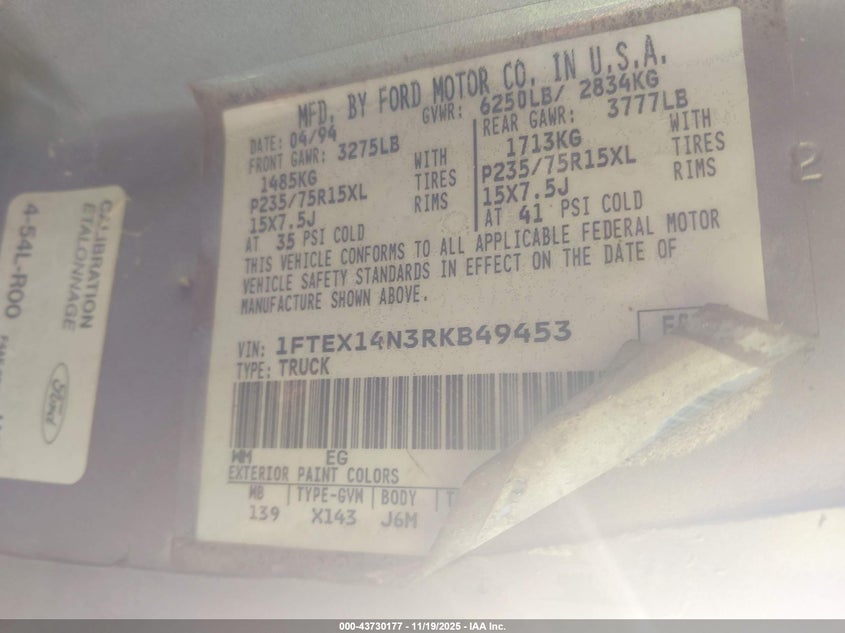 MFD. BY FORD MOTOR CO. IN U.S.A.
DATE: 04/94
GVWR: 6250LB/ 2834KG
FRONT GAWR: 3275LB
1485KG
WITH
P235/75R15XL
TIRES
15X7.5J
RIMS
AT 35 PSI COLD
REAR GAWR: 3777LB
1713KG
WITH
P235/75R15XL
TIRES
15X7.5J
RIMS
AT 41 PSI COLD
THIS VEHICLE CONFORMS TO ALL APPLICABLE FEDERAL MOTOR
VEHICLE SAFETY STANDARDS IN EFFECT ON THE DATE OF
MANUFACTURE SHOWN ABOVE.
VIN: 1FTEX14N3RKB49453
TYPE: TRUCK
WM EG
EXTERIOR PAINT COLORS
WB TYPE-GVW BODY
139 X143 J6M
CALIBRATION
ETALONNAGE
4-54L-R00
Ford
000-43730177 - 11/19/2025 - IAA Inc.